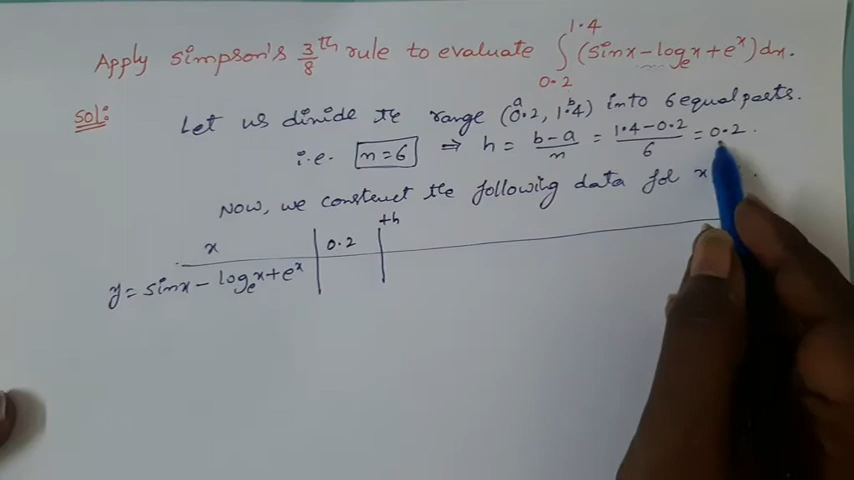 Apply simpson's 3/8 th rule to evaluate ∫_{0.2}^{1.4} (sinx - log_e x + e^x) dx.
Sol: Let us divide the range (0.2, 1.4) into 6 equal parts.
a b
i.e. n=6 ⇒ h = (b-a)/n = (1.4-0.2)/6 = 0.2
Now, we construct the following data for x
x 0.2 +h
y = sinx - log_e x + e^x